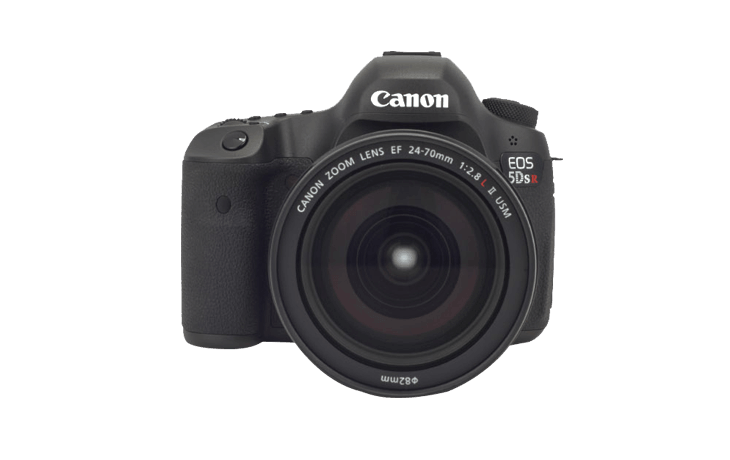 Canon
CANON ZOOM LENS EF 24-70mm 1:2.8 L II USM
EOS
5Ds R
Φ82mm